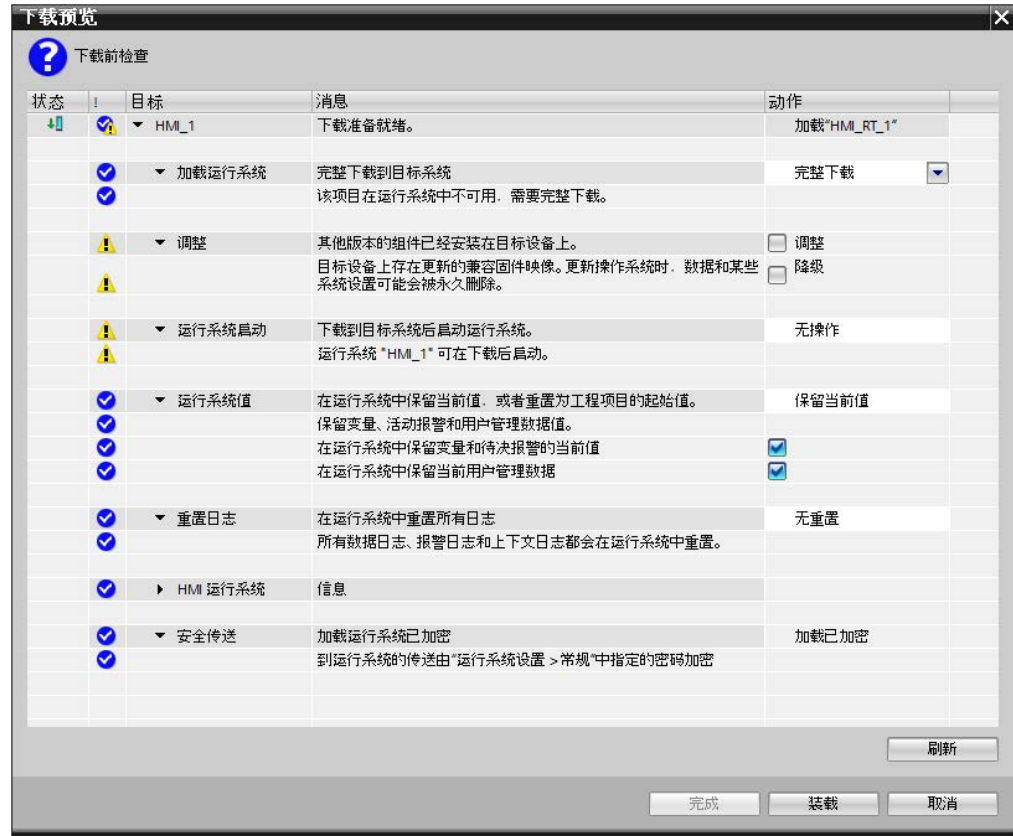 下载预览
下载前检查
状态 ! 目标 消息 动作
HMI_1 下载准备就绪。 加载"HMI_RT_1"
加载运行系统 完整下载到目标系统 完整下载
该项目在运行系统中不可用，需要完整下载。
调整 其他版本的组件已经安装在目标设备上。 调整
目标设备上存在更新的兼容固件映像。更新操作系统时，数据和某些 降级
系统设置可能会被永久删除。
运行系统启动 下载到目标系统后启动运行系统。 无操作
运行系统 "HMI_1" 可在下载后启动。
运行系统值 在运行系统中保留当前值，或者重置为工程项目的起始值。 保留当前值
保留变量、活动报警和用户管理数据值。
在运行系统中保留变量和待决报警的当前值
在运行系统中保留当前用户管理数据
重置日志 在运行系统中重置所有日志 无重置
所有数据日志、报警日志和上下文日志都会在运行系统中重置。
HMI 运行系统 信息
安全传送 加载运行系统已加密 加载已加密
到运行系统的传送由"运行系统设置 > 常规"中指定的密码加密
刷新
完成 装载 取消